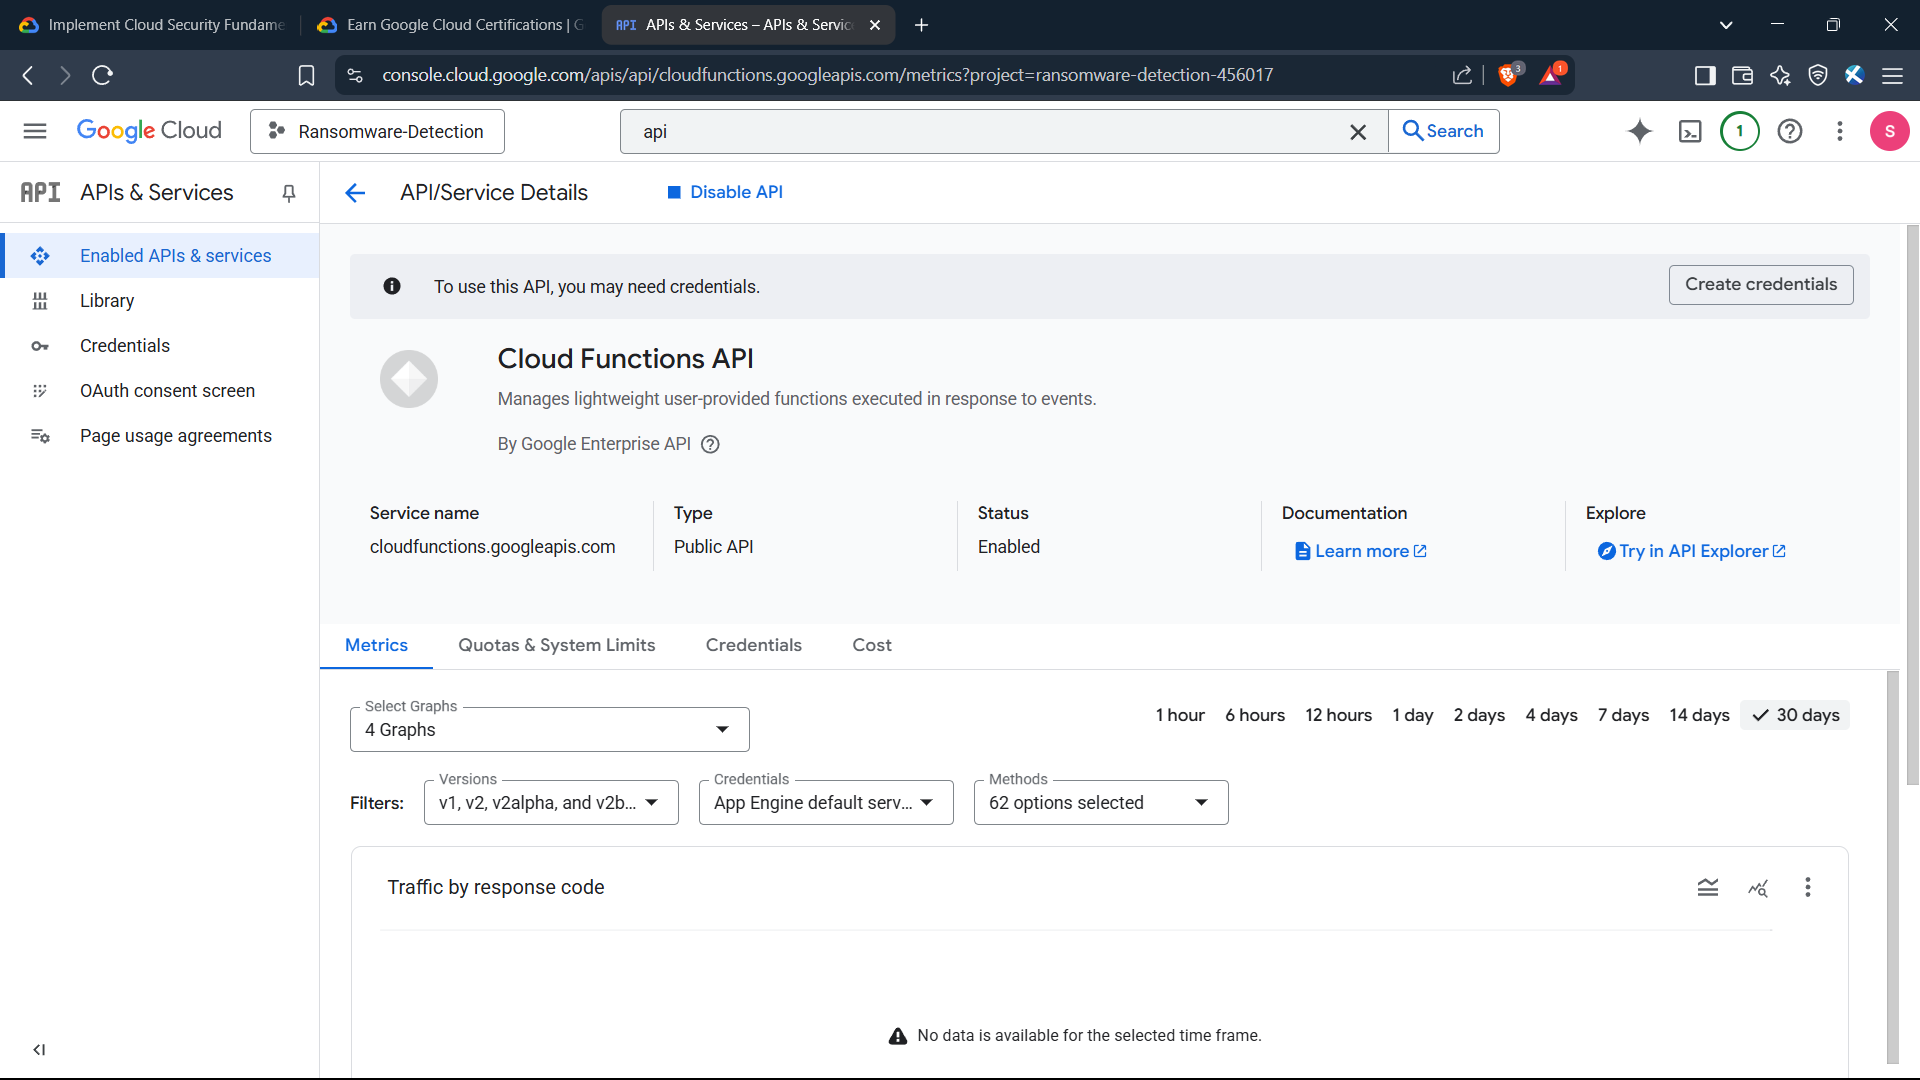 Implement Cloud Security Fundame
Earn Google Cloud Certifications | G
API APIs & Services – APIs & Servic
console.cloud.google.com/apis/api/cloudfunctions.googleapis.com/metrics?project=ransomware-detection-456017
3
1
Google Cloud
Ransomware-Detection
api
Search
1
S
API APIs & Services
Enabled APIs & services
Library
Credentials
OAuth consent screen
Page usage agreements
API/Service Details
Disable API
To use this API, you may need credentials.
Create credentials
Cloud Functions API
Manages lightweight user-provided functions executed in response to events.
By Google Enterprise API
Service name
cloudfunctions.googleapis.com
Type
Public API
Status
Enabled
Documentation
Learn more
Explore
Try in API Explorer
Metrics
Quotas & System Limits
Credentials
Cost
Select Graphs
4 Graphs
1 hour 6 hours 12 hours 1 day 2 days 4 days 7 days 14 days 30 days
Filters:
Versions
v1, v2, v2alpha, and v2b...
Credentials
App Engine default serv...
Methods
62 options selected
Traffic by response code
No data is available for the selected time frame.